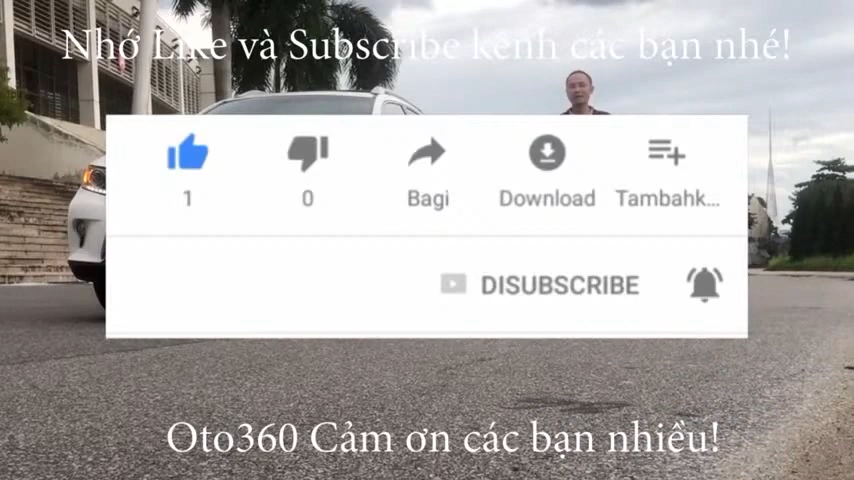 Nhớ Like và Subscribe kênh các bạn nhé!
1 0 Bagi Download Tambahk...
DISUBSCRIBE
Oto360 Cảm ơn các bạn nhiều!